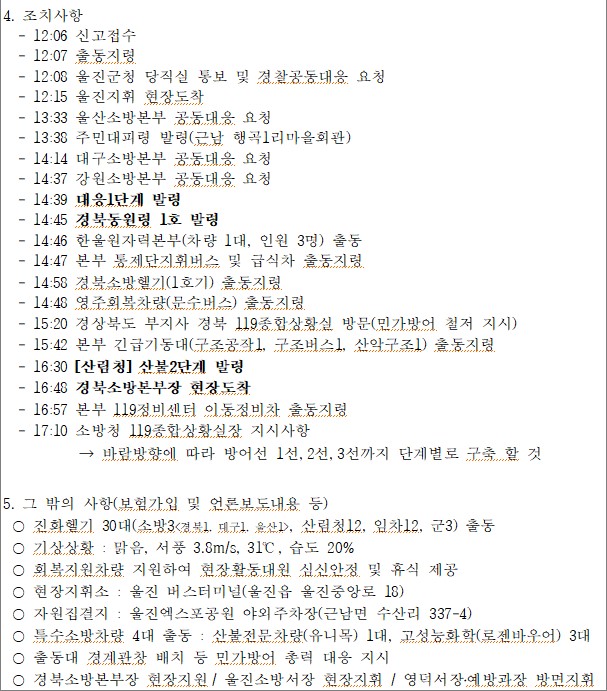 4. 조치사항
- 12:06 신고접수
- 12:07 출동지령
- 12:08 울진군청 당직실 통보 및 경찰공동대응 요청
- 12:15 울진지휘 현장도착
- 13:33 울산소방본부 공동대응 요청
- 13:38 주민대피령 발령(근남 행곡1리마을회관)
- 14:14 대구소방본부 공동대응 요청
- 14:37 강원소방본부 공동대응 요청
- 14:39 대응1단계 발령
- 14:45 경북동원령 1호 발령
- 14:46 한울원자력본부(차량 1대, 인원 3명) 출동
- 14:47 본부 통제단지휘버스 및 급식차 출동지령
- 14:58 경북소방헬기(1호기) 출동지령
- 14:48 영주회복차량(문수버스) 출동지령
- 15:20 경상북도 부지사 경북 119종합상황실 방문(민가방어 철저 지시)
- 15:42 본부 긴급기동대(구조공작1, 구조버스1, 산악구조1) 출동지령
- 16:30 [산림청] 산불2단계 발령
- 16:48 경북소방본부장 현장도착
- 16:57 본부 119정비센터 이동정비차 출동지령
- 17:10 소방청 119종합상황실장 지시사항
→ 바람방향에 따라 방어선 1선,2선,3선까지 단계별로 구축 할 것
5. 그 밖의 사항(보험가입 및 언론보도내용 등)
○ 진화헬기 30대(소방3<경북1, 대구1, 울산1>, 산림청12, 임차12, 군3) 출동
○ 기상상황 : 맑음, 서풍 3.8m/s, 31℃, 습도 20%
○ 회복지원차량 지원하여 현장활동대원 심신안정 및 휴식 제공
○ 현장지휘소 : 울진 버스터미널(울진읍 울진중앙로 18)
○ 자원집결지 : 울진엑스포공원 야외주차장(근남면 수산리 337-4)
○ 특수소방차량 4대 출동 : 산불전문차량(유니목) 1대, 고성능화학(로젠바우어) 3대
○ 출동대 경계관창 배치 등 민가방어 총력 대응 지시
○ 경북소방본부장 현장지원 / 울진소방서장 현장지휘 / 영덕서장·예방과장 방면지휘